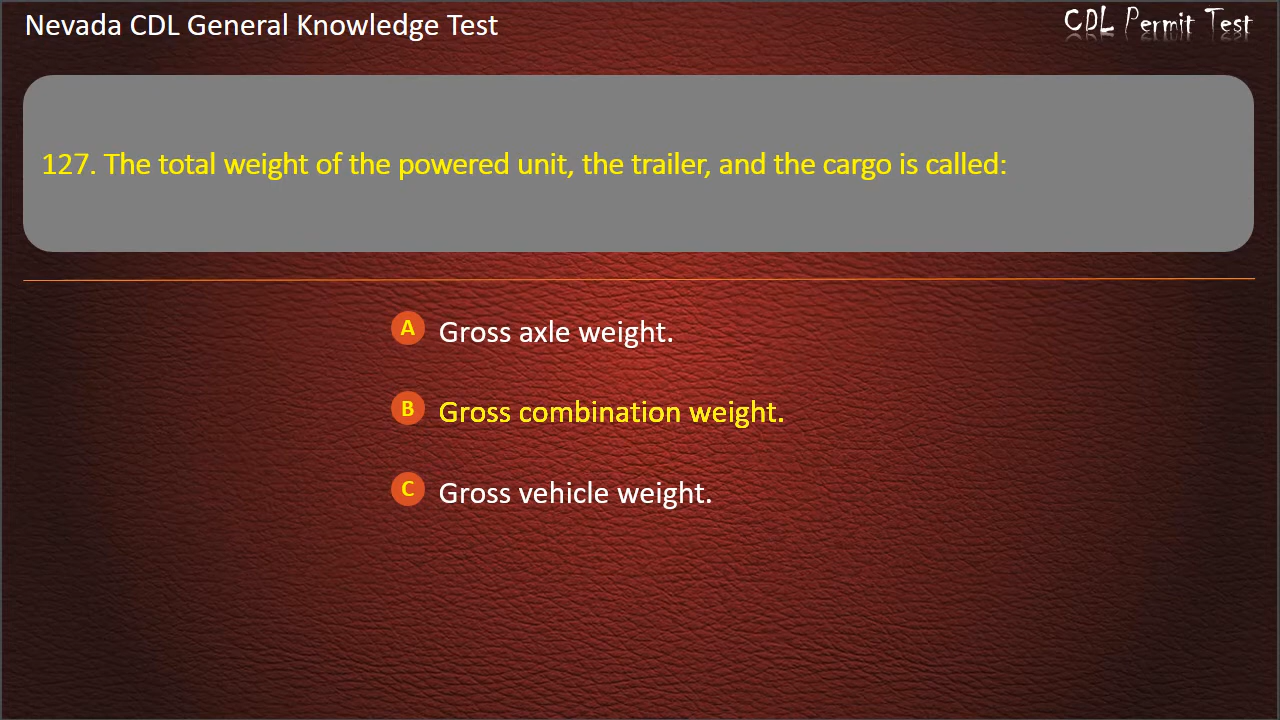 Nevada CDL General Knowledge Test
CDL Permit Test
127. The total weight of the powered unit, the trailer, and the cargo is called:
A Gross axle weight.
B Gross combination weight.
C Gross vehicle weight.